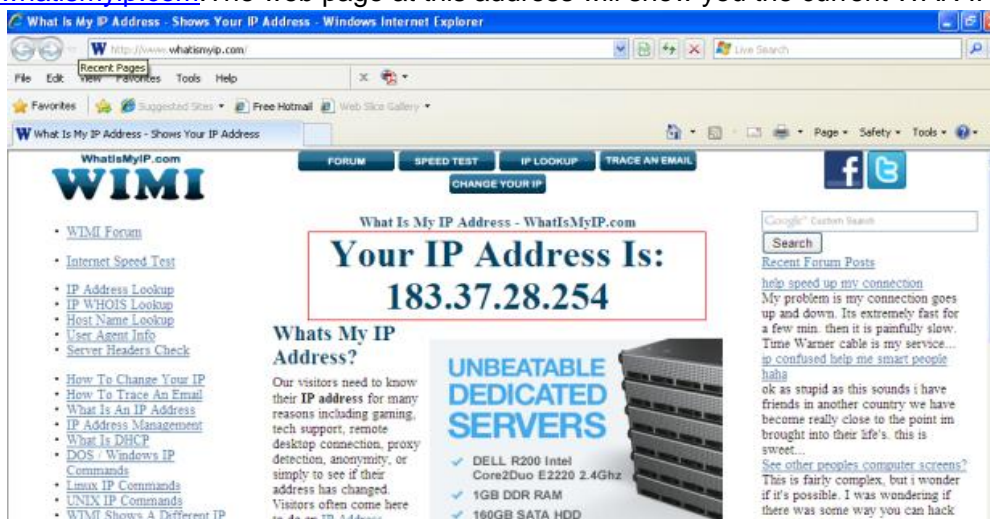 whatismyip.com. The web page at this address will show you the current WAN IP
What Is My IP Address - Shows Your IP Address - Windows Internet Explorer
W http://www.whatismyip.com/
Live Search
Recent Pages
File Edit View Favorites Tools Help
Favorites Suggested Sites Free Hotmail Web Slice Gallery
W What Is My IP Address - Shows Your IP Address
Page Safety Tools
WhatIsMyIP.com
WIMI
FORUM SPEED TEST IP LOOKUP TRACE AN EMAIL
CHANGE YOUR IP
What Is My IP Address - WhatIsMyIP.com
Your IP Address Is:
183.37.28.254
• WIMI Forum
• Internet Speed Test
• IP Address Lookup
• IP WHOIS Lookup
• Host Name Lookup
• User Agent Info
• Server Headers Check
• How To Change Your IP
• How To Trace An Email
• What Is An IP Address
• IP Address Management
• What Is DHCP
• DOS / Windows IP
Commands
• Linux IP Commands
• UNIX IP Commands
• WIMI Shows A Different IP
Whats My IP
Address?
Our visitors need to know
their IP address for many
reasons including gaming,
tech support, remote
desktop connection, proxy
detection, anonymity, or
simply to see if their
address has changed.
Visitors often come here
to do an IP Address
UNBEATABLE
DEDICATED
SERVERS
✓ DELL R200 Intel
Core2Duo E2220 2.4Ghz
✓ 1GB DDR RAM
✓ 160GB SATA HDD
f t
Google Custom Search
Search
Recent Forum Posts
help speed up my connection
My problem is my connection goes
up and down. Its extremely fast for
a few min. then it is painfully slow.
Time Warner cable is my service...
ip confused help me smart people
haha
ok as stupid as this sounds i have
friends in another country we have
become really close to the point im
brought into their life's. this is
sweet...
See other peoples computer screens?
This is fairly complex, but i wonder
if it's possible. I was wondering if
there was some way you can hack